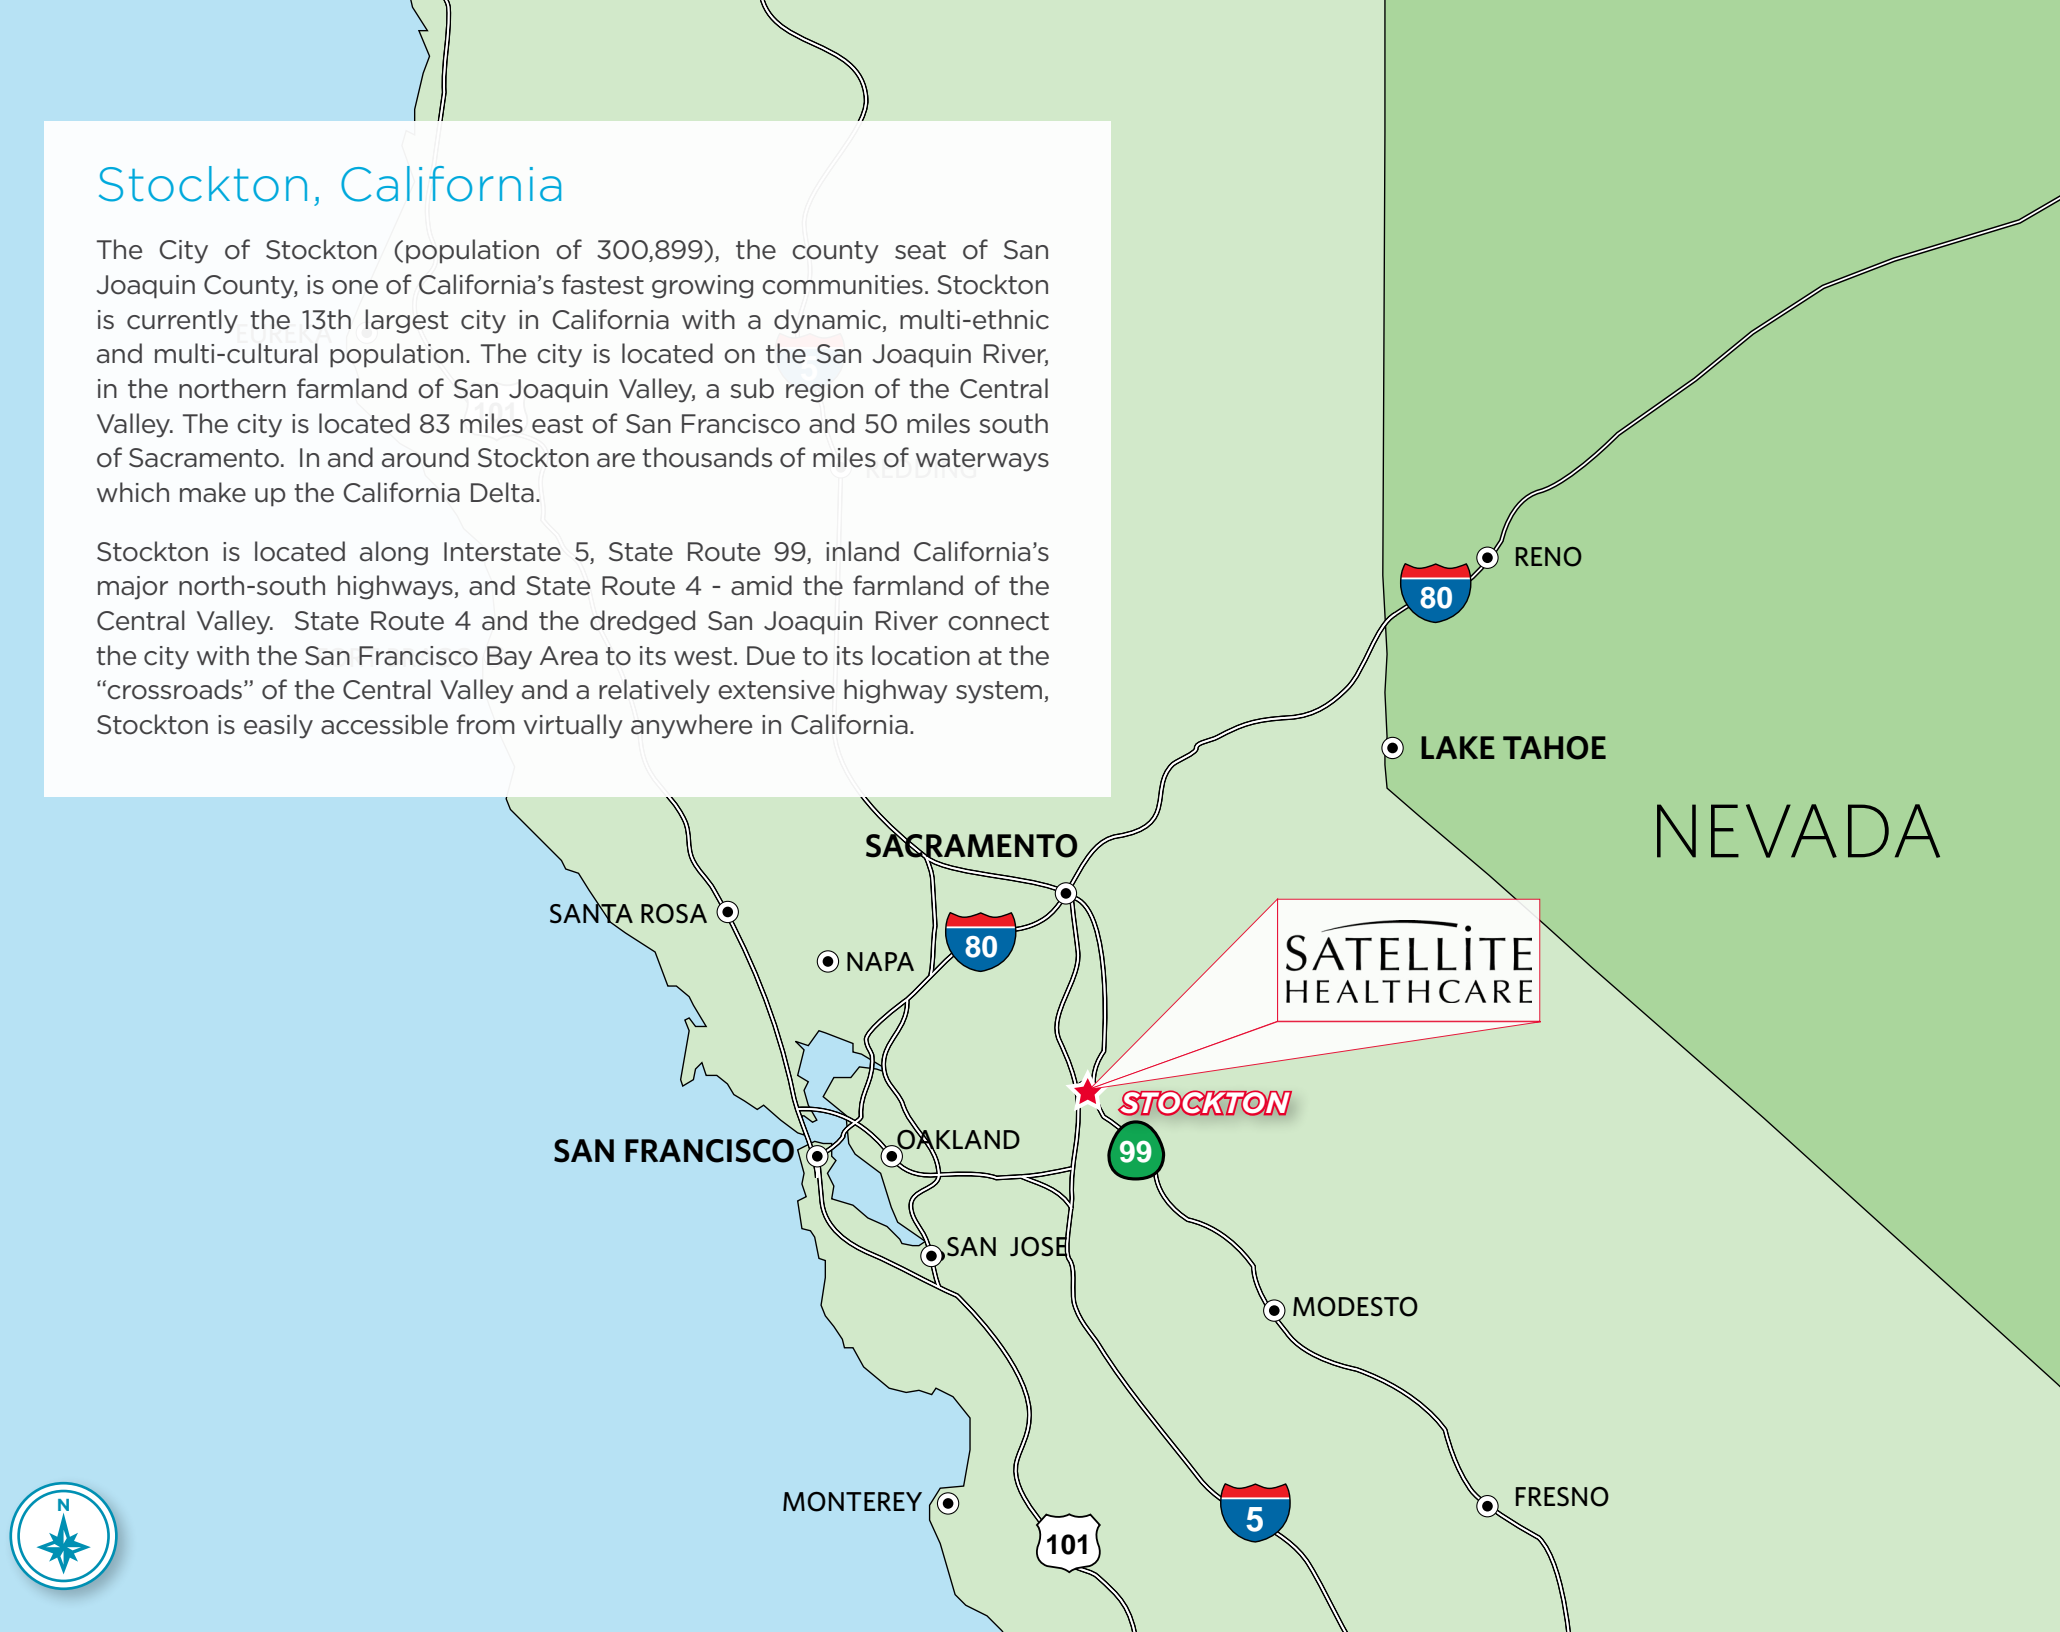 Stockton, California
The City of Stockton (population of 300,899), the county seat of San
Joaquin County, is one of California’s fastest growing communities. Stockton
is currently the 13th largest city in California with a dynamic, multi-ethnic
and multi-cultural population. The city is located on the San Joaquin River,
in the northern farmland of San Joaquin Valley, a sub region of the Central
Valley. The city is located 83 miles east of San Francisco and 50 miles south
of Sacramento.  In and around Stockton are thousands of miles of waterways
which make up the California Delta.
Stockton is located along Interstate 5, State Route 99, inland California’s
major north-south highways, and State Route 4 - amid the farmland of the
Central Valley.  State Route 4 and the dredged San Joaquin River connect
the city with the San Francisco Bay Area to its west. Due to its location at the
“crossroads” of the Central Valley and a relatively extensive highway system,
Stockton is easily accessible from virtually anywhere in California.
EUREKA
5
101
REDDING
RENO
80
LAKE TAHOE
NEVADA
SACRAMENTO
SANTA ROSA
80
NAPA
SATELLiTE
HEALTHCARE
STOCKTON
99
OAKLAND
SAN FRANCISCO
SAN JOSE
MODESTO
MONTEREY
FRESNO
5
101
N